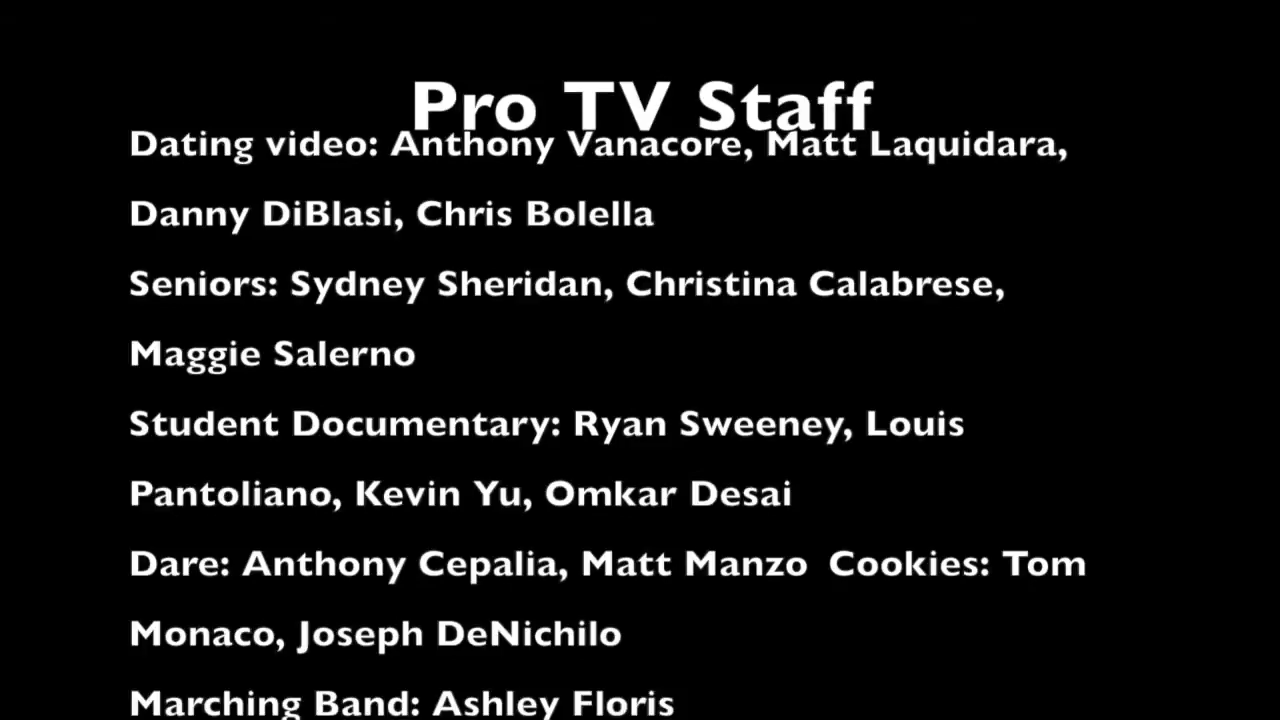 Pro TV Staff
Dating video: Anthony Vanacore, Matt Laquidara,
Danny DiBlasi, Chris Bolella
Seniors: Sydney Sheridan, Christina Calabrese,
Maggie Salerno
Student Documentary: Ryan Sweeney, Louis
Pantoliano, Kevin Yu, Omkar Desai
Dare: Anthony Cepalia, Matt Manzo  Cookies: Tom
Monaco, Joseph DeNichilo
Marching Band: Ashley Floris